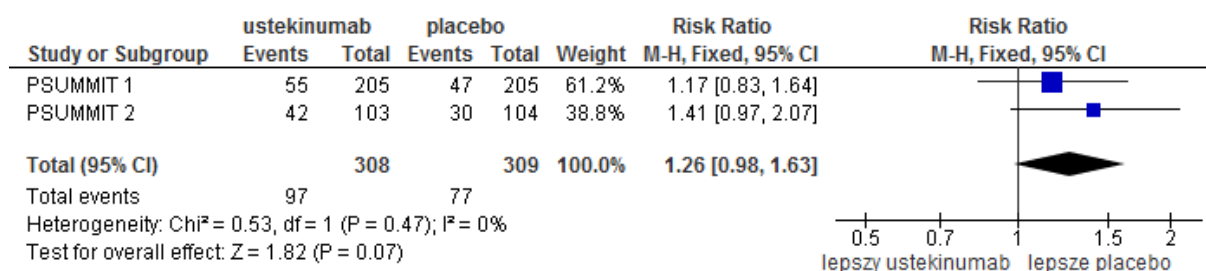 ustekinumab placebo Risk Ratio Risk Ratio
Study or Subgroup Events Total Events Total Weight M-H, Fixed, 95% CI M-H, Fixed, 95% CI
PSUMMIT 1 55 205 47 205 61.2% 1.17 [0.83, 1.64]
PSUMMIT 2 42 103 30 104 38.8% 1.41 [0.97, 2.07]
Total (95% CI) 308 309 100.0% 1.26 [0.98, 1.63]
Total events 97 77
Heterogeneity: Chi² = 0.53, df = 1 (P = 0.47); I² = 0%
Test for overall effect: Z = 1.82 (P = 0.07)
0.5 0.7 1 1.5 2
lepszy ustekinumab lepsze placebo